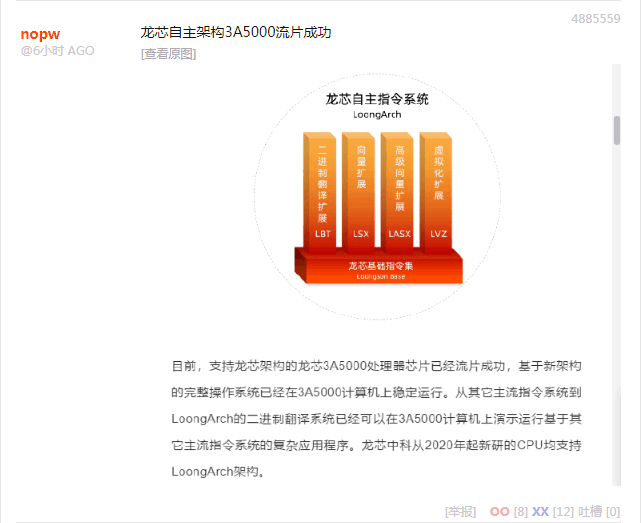 4885559
nopw
@6小时 AGO
龙芯自主架构3A5000流片成功
[查看原图]
龙芯自主指令系统
LoongArch
二进制翻译扩展 LBT
向量扩展 LSX
高级向量扩展 LASX
虚拟化扩展 LVZ
龙芯基础指令集
Loongson Base
目前，支持龙芯架构的龙芯3A5000处理器芯片已经流片成功，基于新架构
的完整操作系统已经在3A5000计算机上稳定运行。从其它主流指令系统到
LoongArch的二进制翻译系统已经可以在3A5000计算机上演示运行基于其
它主流指令系统的复杂应用程序。龙芯中科从2020年起新研的CPU均支持
LoongArch架构。
[举报] OO [8] XX [12] 吐槽 [0]